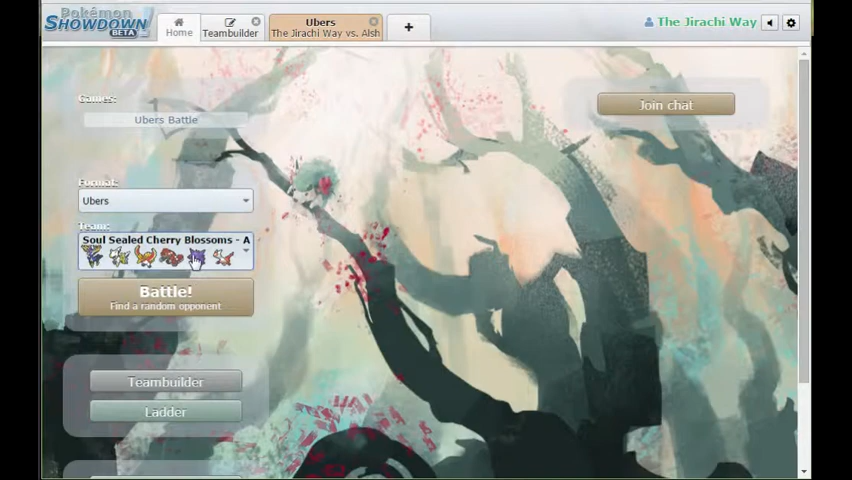 Pokémon
SHOWDOWN!
BETA
Home
Teambuilder
Ubers
The Jirachi Way vs. Alsh
+
The Jirachi Way
Games:
Ubers Battle
Join chat
Format:
Ubers
Team:
Soul Sealed Cherry Blossoms - A
Battle!
Find a random opponent
Teambuilder
Ladder